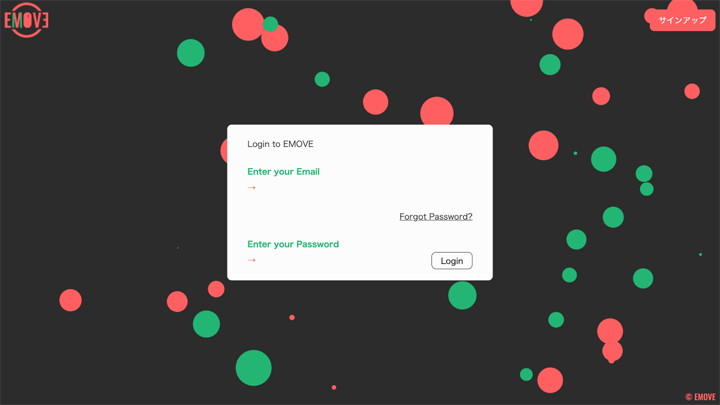 EMOVE
サインアップ
Login to EMOVE
Enter your Email
→
Forgot Password?
Enter your Password
→
Login
© EMOVE